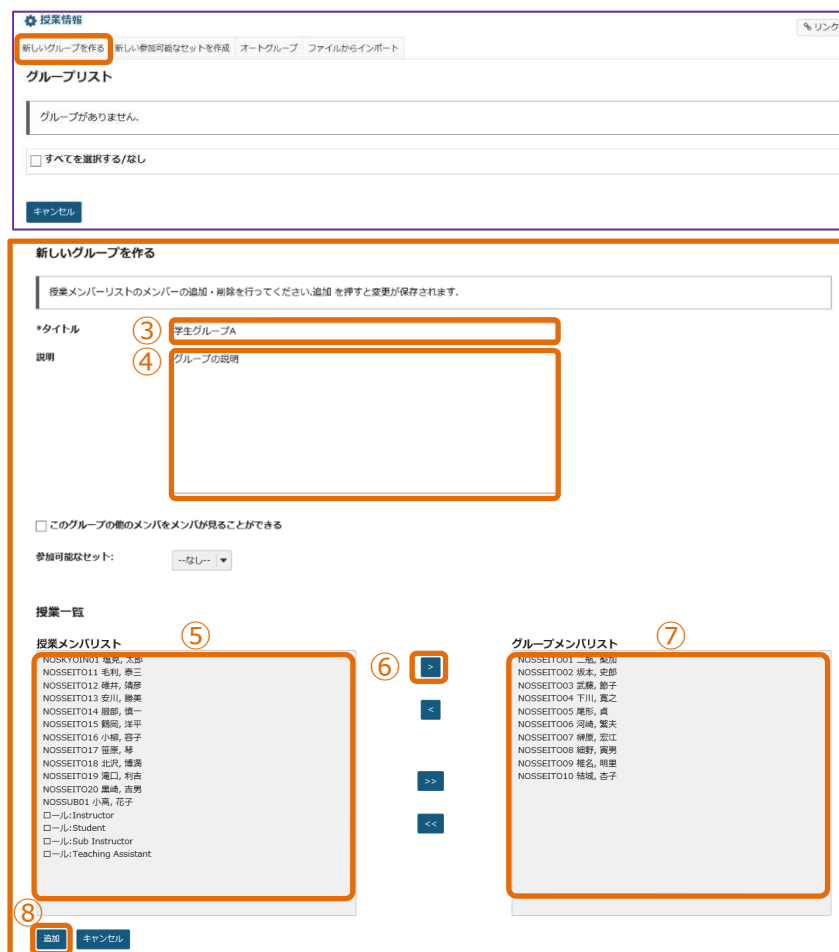 授業情報
リンク
新しいグループを作る 新しい参加可能なセットを作成 オートグループ ファイルからインポート
グループリスト
グループがありません.
すべてを選択する/なし
キャンセル
新しいグループを作る
授業メンバーリストのメンバーの追加・削除を行ってください.追加 を押すと変更が保存されます.
*タイトル ③ 学生グループA
説明 ④ グループの説明
このグループの他のメンバをメンバが見ることができる
参加可能なセット: --なし--
授業一覧
授業メンバリスト ⑤
NOSKYOIN01 塩見, 太郎
NOSSEITO11 毛利, 泰三
NOSSEITO12 碓井, 靖彦
NOSSEITO13 安川, 勝美
NOSSEITO14 服部, 慎一
NOSSEITO15 鶴岡, 洋平
NOSSEITO16 小柳, 容子
NOSSEITO17 笹原, 琴
NOSSEITO18 北沢, 博満
NOSSEITO19 滝口, 利吉
NOSSEITO20 黒崎, 吉男
NOSSUB01 小高, 花子
ロール:Instructor
ロール:Student
ロール:Sub Instructor
ロール:Teaching Assistant
⑥ >
<
>>
<<
グループメンバリスト ⑦
NOSSEITO01 二瓶, 梨加
NOSSEITO02 坂本, 史郎
NOSSEITO03 武藤, 節子
NOSSEITO04 下川, 寛之
NOSSEITO05 尾形, 貞
NOSSEITO06 河崎, 繁夫
NOSSEITO07 榊原, 宏江
NOSSEITO08 細野, 寅男
NOSSEITO09 椎名, 明里
NOSSEITO10 結城, 杏子
⑧
追加 キャンセル